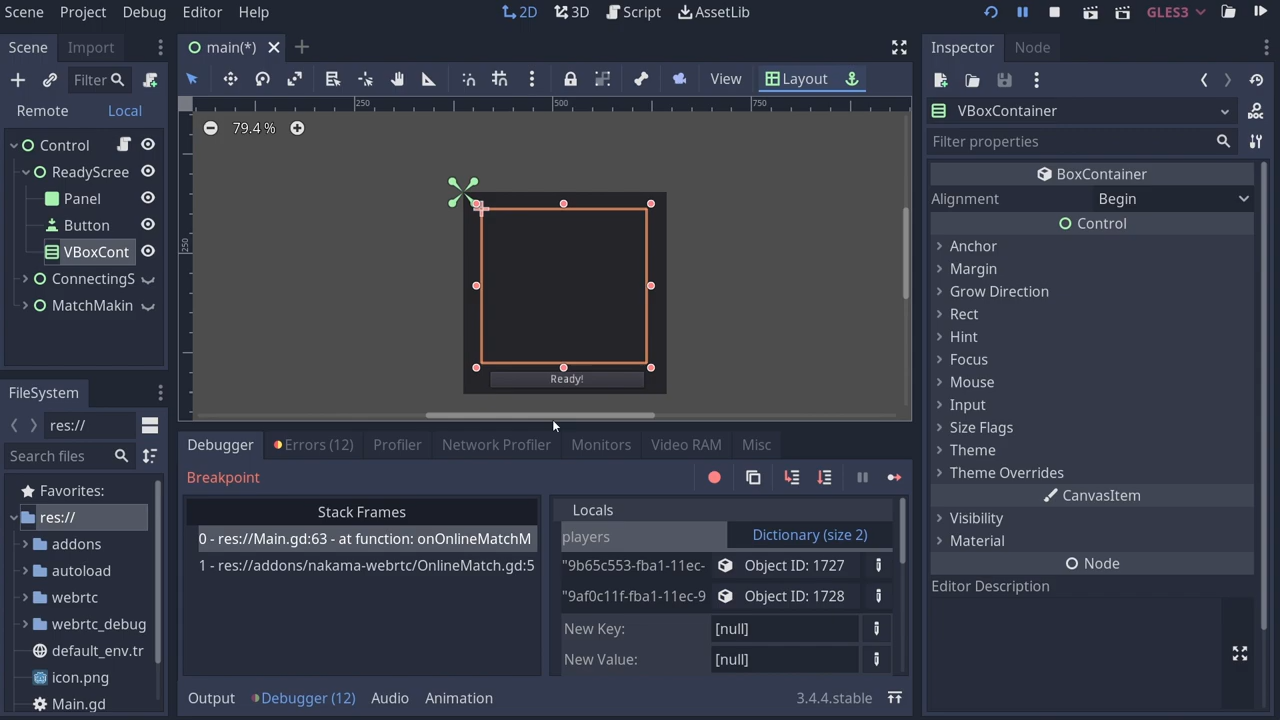 Scene Project Debug Editor Help 2D 3D Script AssetLib GLES3
Scene Import main(*) Inspector Node
Filter View Layout
Remote Local 250 500 750 VBoxContainer
79.4 % Filter properties
Control
ReadyScree
Panel
Button
VBoxCont
ConnectingS
MatchMakin
250
Ready!
BoxContainer
Alignment Begin
Control
Anchor
Margin
Grow Direction
Rect
Hint
Focus
Mouse
Input
Size Flags
Theme
Theme Overrides
CanvasItem
Visibility
Material
Node
Editor Description
FileSystem
res://
Search files
Favorites:
res://
addons
autoload
webrtc
webrtc_debug
default_env.tr
icon.png
Main.gd
Debugger Errors (12) Profiler Network Profiler Monitors Video RAM Misc
Breakpoint
Stack Frames
0 - res://Main.gd:63 - at function: onOnlineMatchM
1 - res://addons/nakama-webrtc/OnlineMatch.gd:5
Locals
players Dictionary (size 2)
"9b65c553-fba1-11ec- Object ID: 1727
"9af0c11f-fba1-11ec-9 Object ID: 1728
New Key: [null]
New Value: [null]
Output Debugger (12) Audio Animation 3.4.4.stable